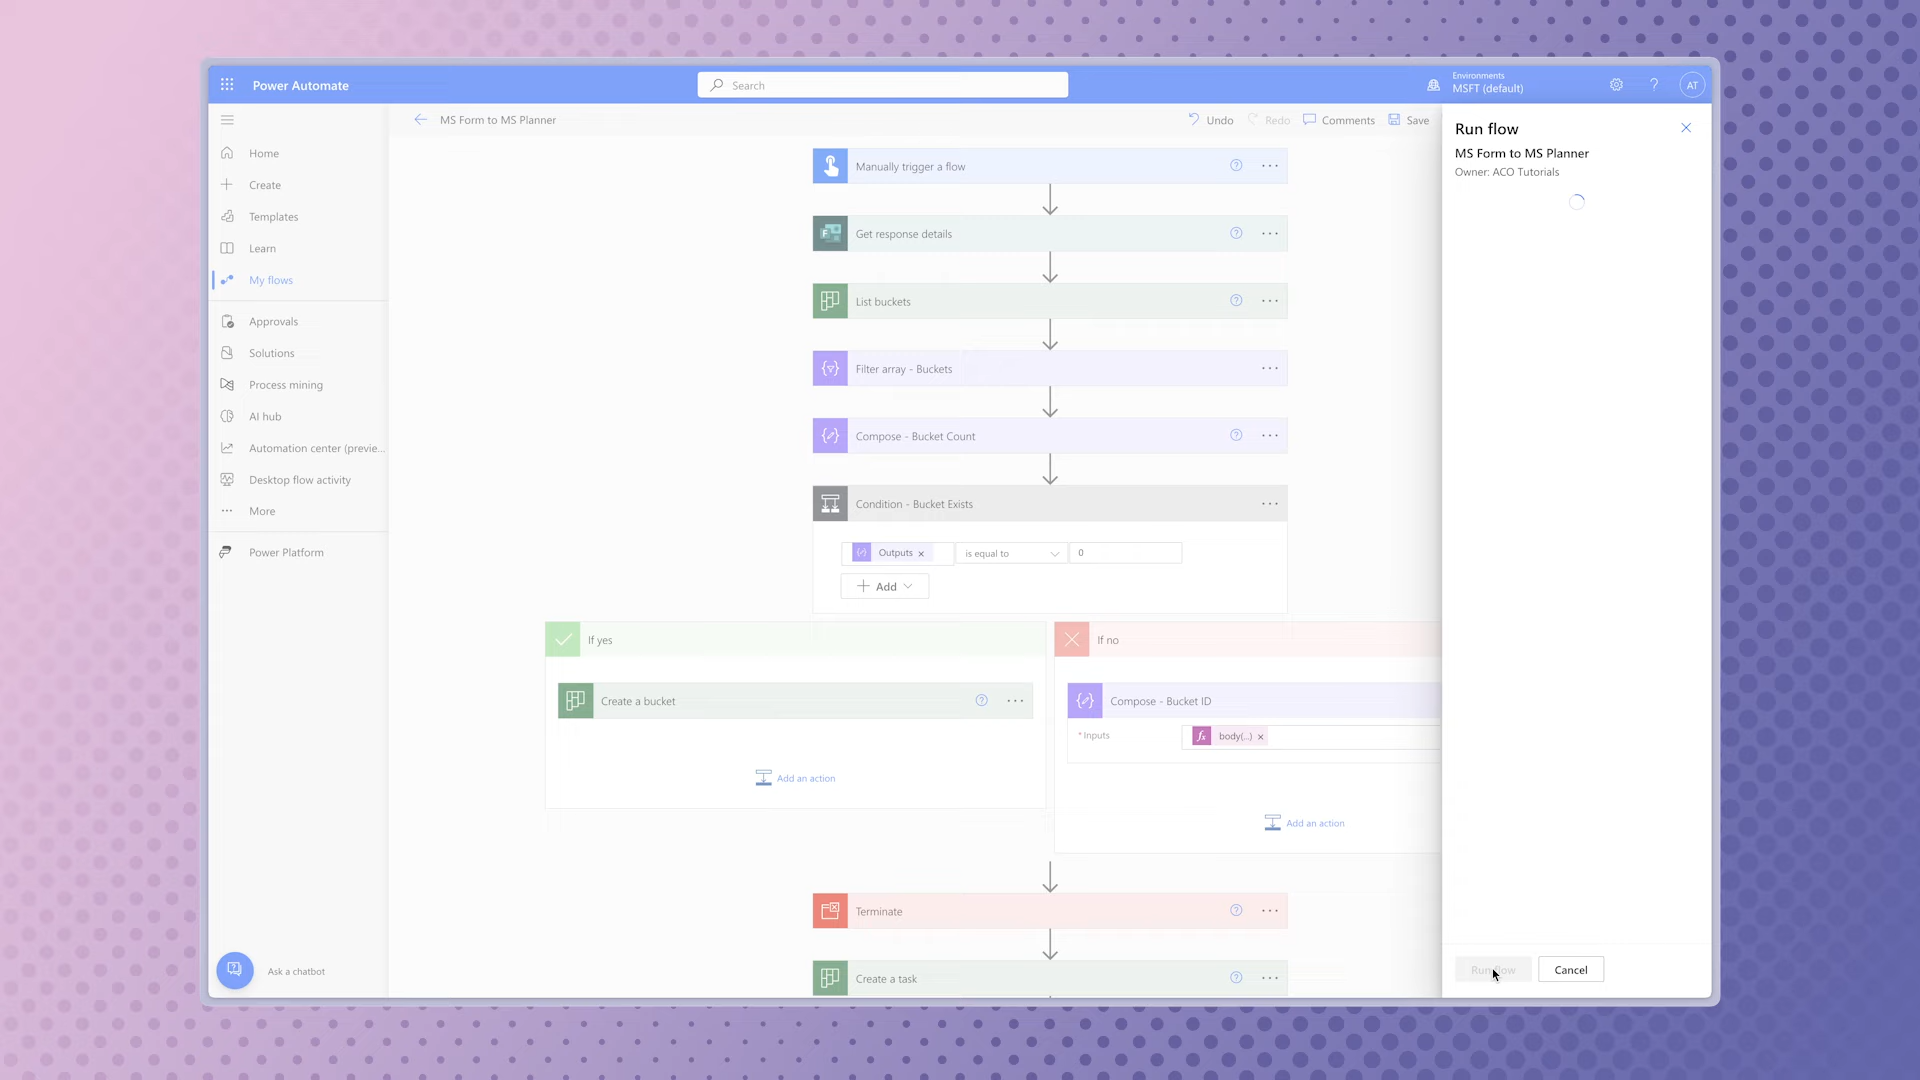 Power Automate
Search
Environments
MSFT (default)
?
AT
MS Form to MS Planner
Undo
Redo
Comments
Save
Home
Create
Templates
Learn
My flows
Approvals
Solutions
Process mining
AI hub
Automation center (previe...
Desktop flow activity
More
Power Platform
Ask a chatbot
Manually trigger a flow
Get response details
List buckets
Filter array - Buckets
Compose - Bucket Count
Condition - Bucket Exists
Outputs
is equal to
0
Add
If yes
Create a bucket
Add an action
If no
Compose - Bucket ID
* Inputs
fx body(...)
Add an action
Terminate
Create a task
Run flow
MS Form to MS Planner
Owner: ACO Tutorials
Run flow
Cancel